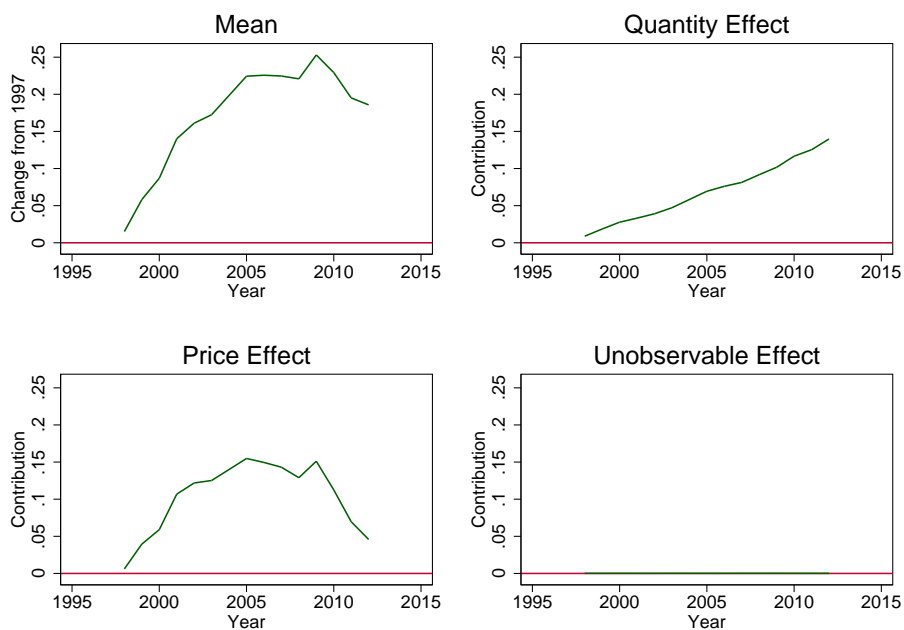 Mean
Change from 1997
0 .05 .1 .15 .2 .25
1995 2000 2005 2010 2015
Year
Quantity Effect
Contribution
0 .05 .1 .15 .2 .25
1995 2000 2005 2010 2015
Year
Price Effect
Contribution
0 .05 .1 .15 .2 .25
1995 2000 2005 2010 2015
Year
Unobservable Effect
Contribution
0 .05 .1 .15 .2 .25
1995 2000 2005 2010 2015
Year